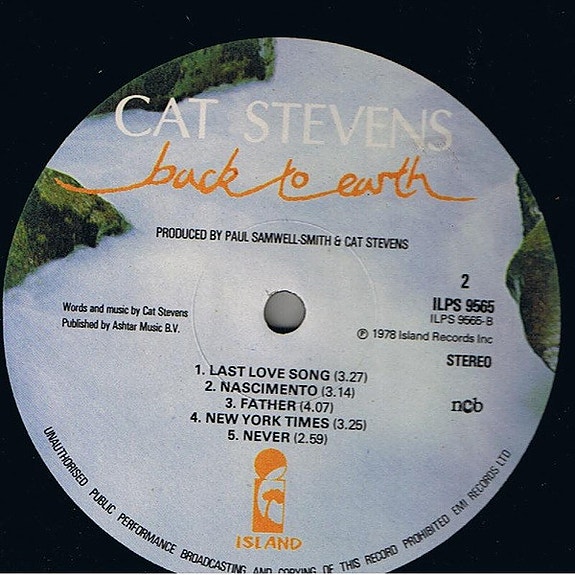 CAT STEVENS
back to earth
PRODUCED BY PAUL SAMWELL-SMITH & CAT STEVENS
2
ILPS 9565
ILPS 9565-B
Words and music by Cat Stevens
Published by Ashtar Music B.V.
℗ 1978 Island Records Inc
STEREO
1. LAST LOVE SONG (3.27)
2. NASCIMENTO (3.14)
3. FATHER (4.07)
4. NEW YORK TIMES (3.25)
5. NEVER (2.59)
ncb
ISLAND
UNAUTHORISED PUBLIC PERFORMANCE BROADCASTING AND COPYING OF THIS RECORD PROHIBITED EMI RECORDS LTD